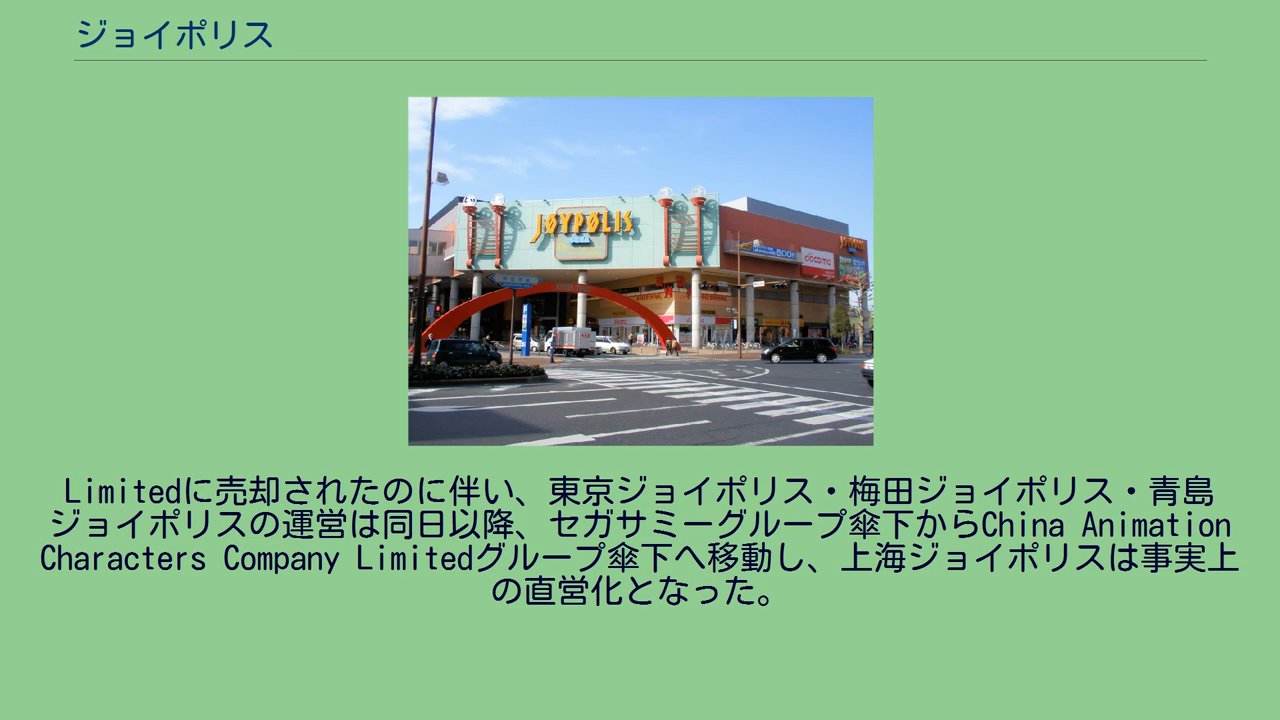 ジョイポリス
JOYPOLIS
SEGA
docomo
Limitedに売却されたのに伴い、東京ジョイポリス・梅田ジョイポリス・青島
ジョイポリスの運営は同日以降、セガサミーグループ傘下からChina Animation
Characters Company Limitedグループ傘下へ移動し、上海ジョイポリスは事実上
の直営化となった。